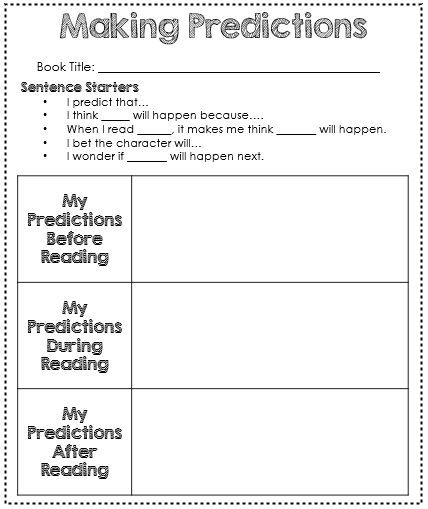 Making Predictions
Book Title: ______________________________________
Sentence Starters
• I predict that…
• I think _____ will happen because….
• When I read ______, it makes me think _______ will happen.
• I bet the character will…
• I wonder if _______ will happen next.
My
Predictions
Before
Reading
My
Predictions
During
Reading
My
Predictions
After
Reading